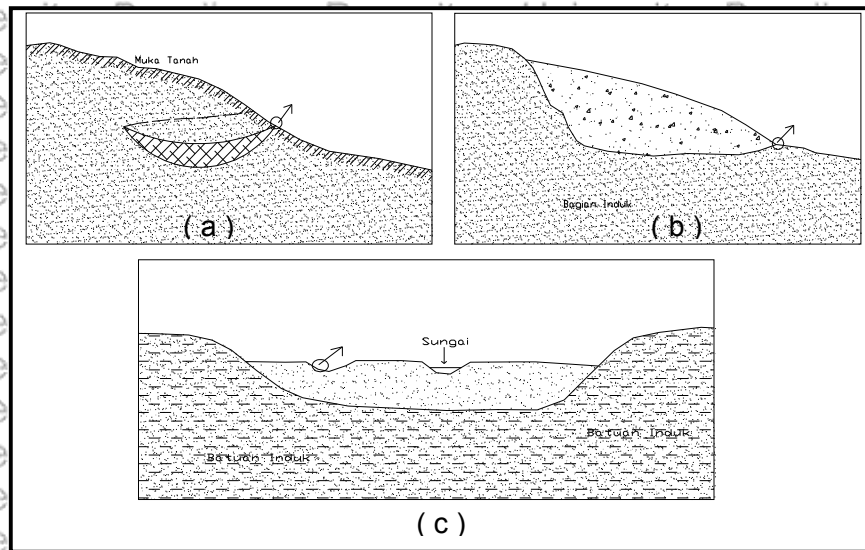 Muka Tanah
( a )
Bagian Induk
( b )
Sungai
Batuan Induk
Batuan Induk
( c )